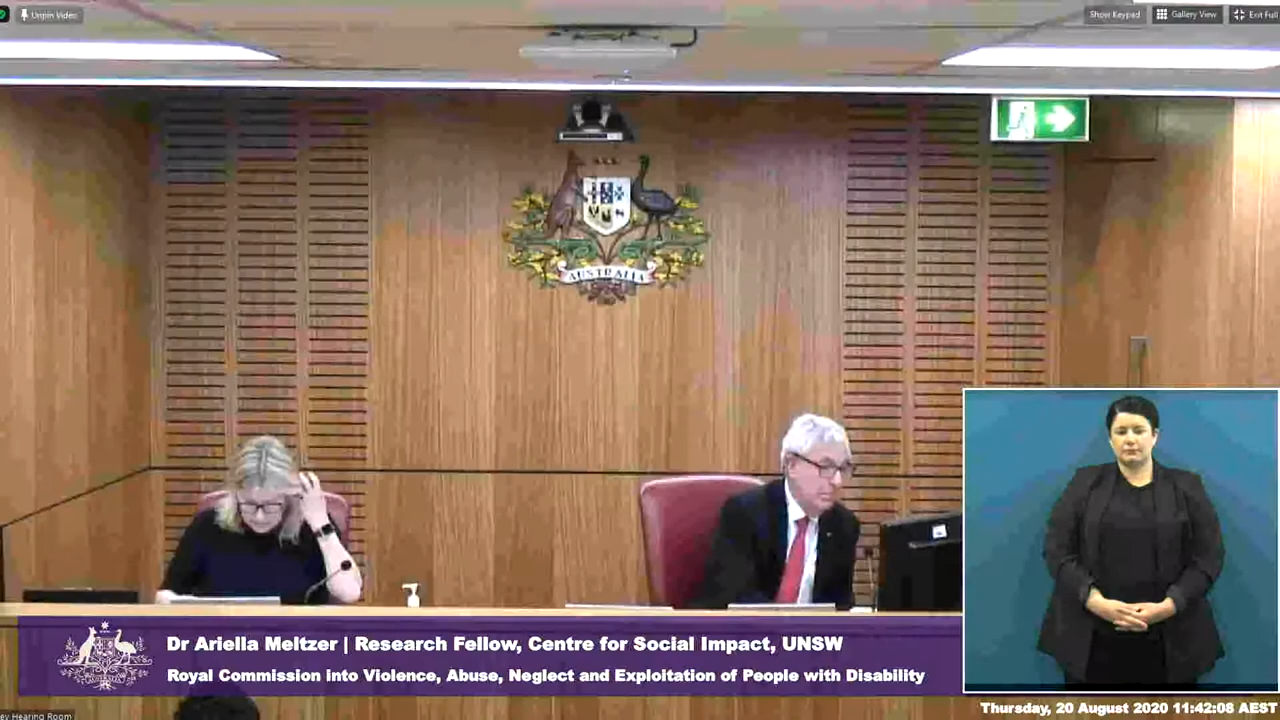 Unpin Video
Show Keypad
Gallery View
Exit Full
AUSTRALIA
Dr Ariella Meltzer | Research Fellow, Centre for Social Impact, UNSW
Royal Commission into Violence, Abuse, Neglect and Exploitation of People with Disability
Thursday, 20 August 2020 11:42:08 AEST
ey Hearing Room